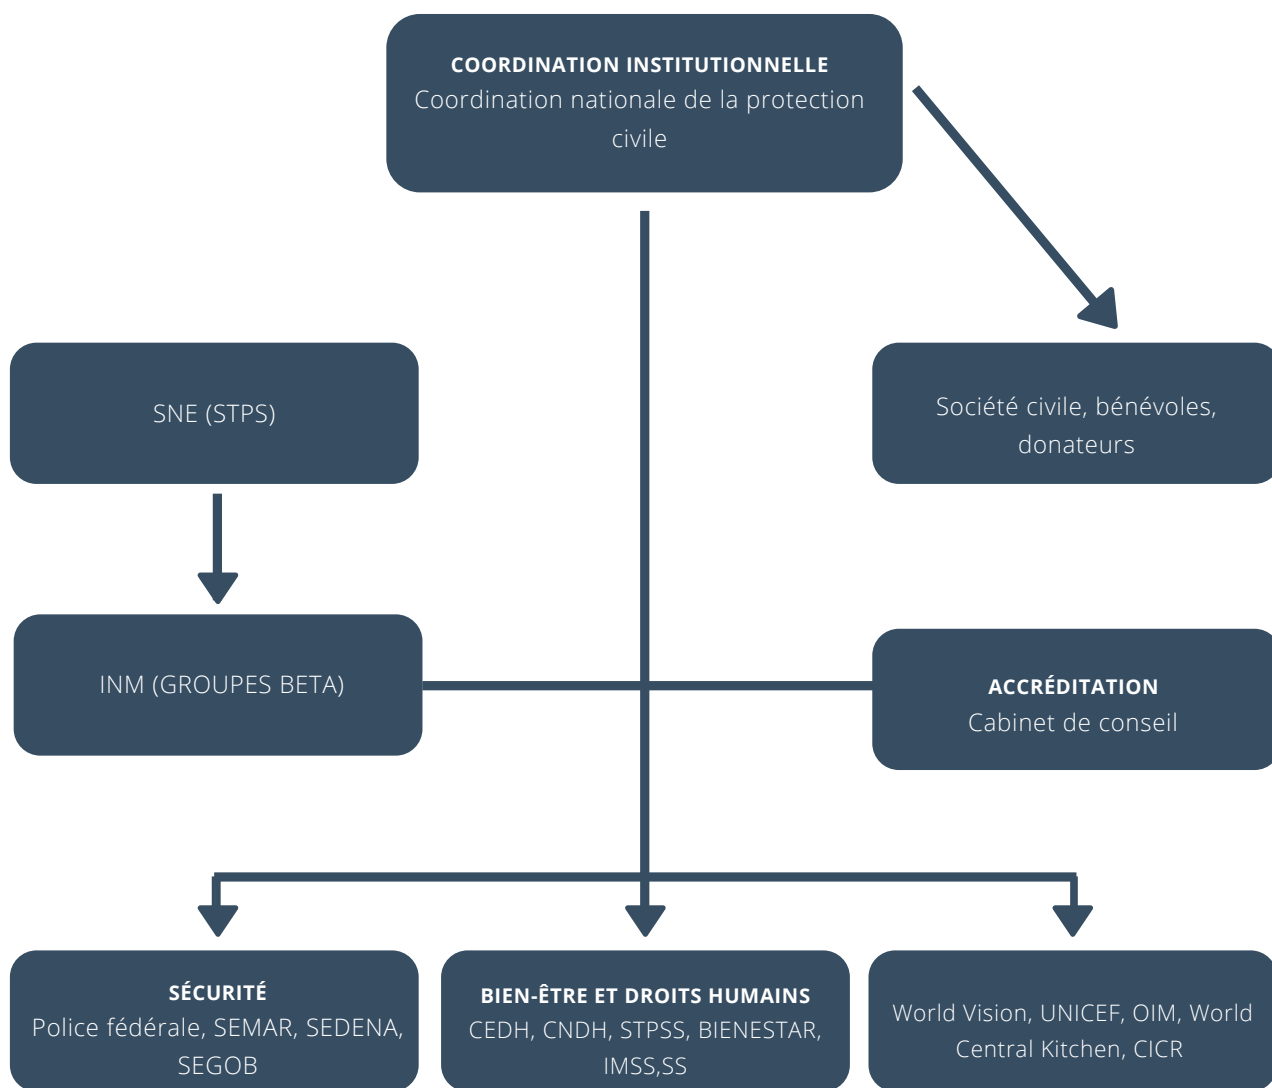 COORDINATION INSTITUTIONNELLE
Coordination nationale de la protection
civile
SNE (STPS)
Société civile, bénévoles,
donateurs
INM (GROUPES BETA)
ACCRÉDITATION
Cabinet de conseil
SÉCURITÉ
Police fédérale, SEMAR, SEDENA,
SEGOB
BIEN-ÊTRE ET DROITS HUMAINS
CEDH, CNDH, STPSS, BIENESTAR,
IMSS,SS
World Vision, UNICEF, OIM, World
Central Kitchen, CICR